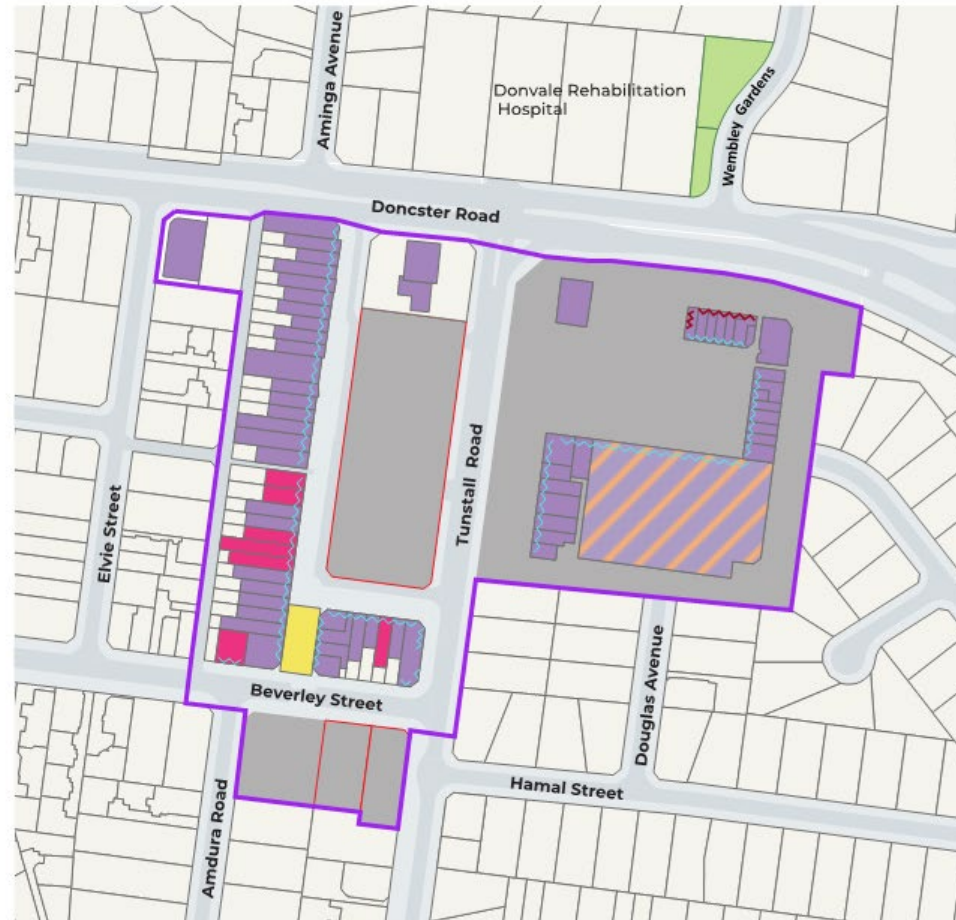 Aminga Avenue
Donvale Rehabilitation
Hospital
Wembley Gardens
Doncster Road
Tunstall Road
Elvie Street
Beverley Street
Douglas Avenue
Hamal Street
Amdura Road